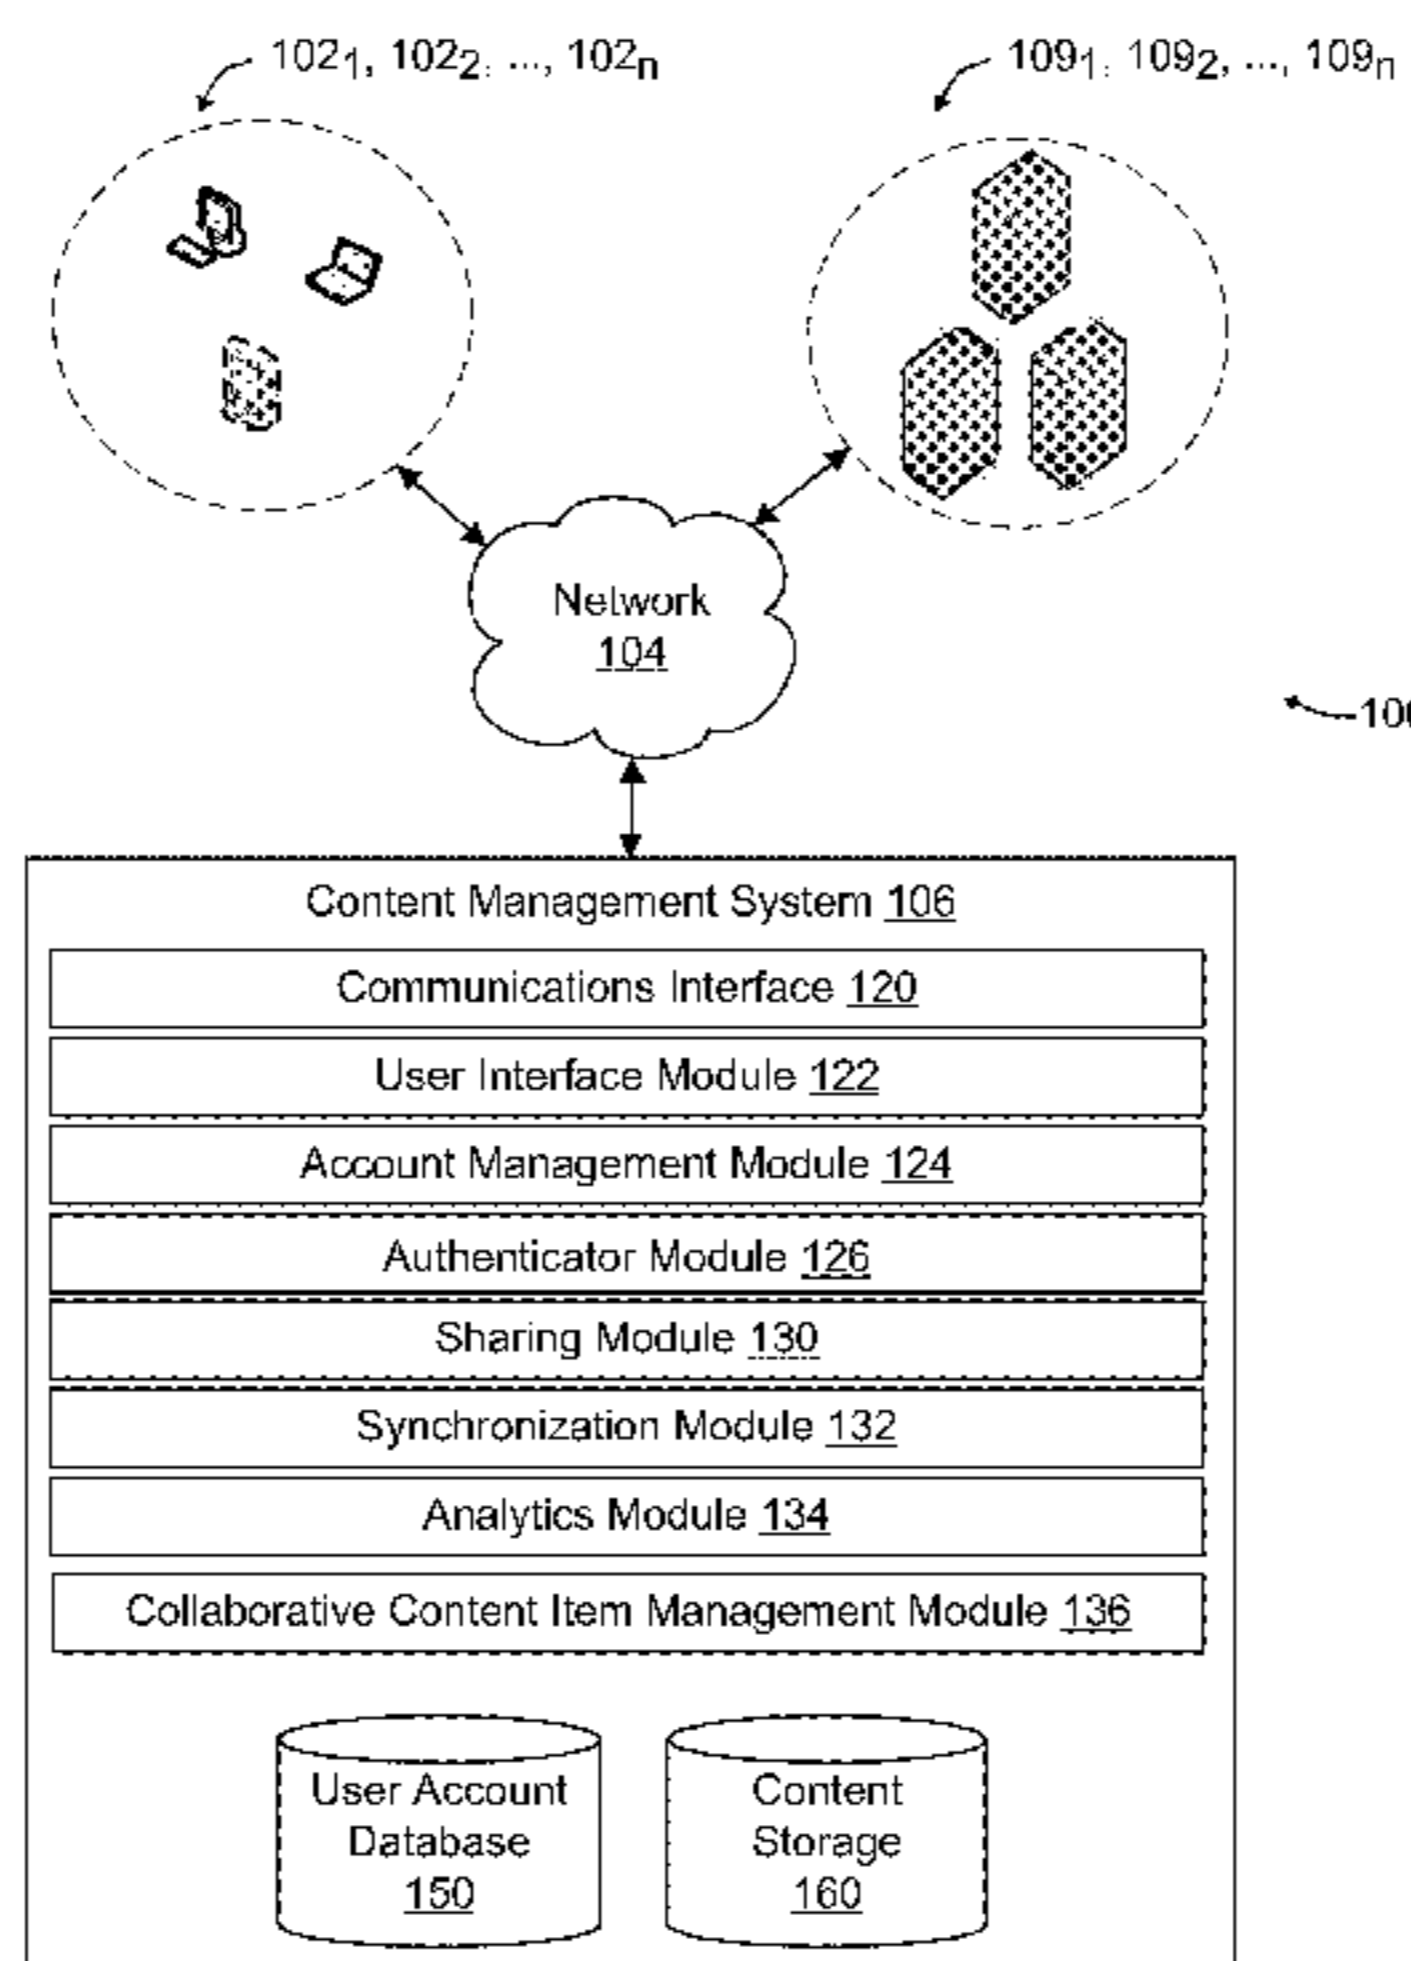 102₁, 102₂, ..., 102ₙ
109₁, 109₂, ..., 109ₙ
Network
104
Content Management System 106
Communications Interface 120
User Interface Module 122
Account Management Module 124
Authenticator Module 126
Sharing Module 130
Synchronization Module 132
Analytics Module 134
Collaborative Content Item Management Module 136
User Account
Database
150
Content
Storage
160